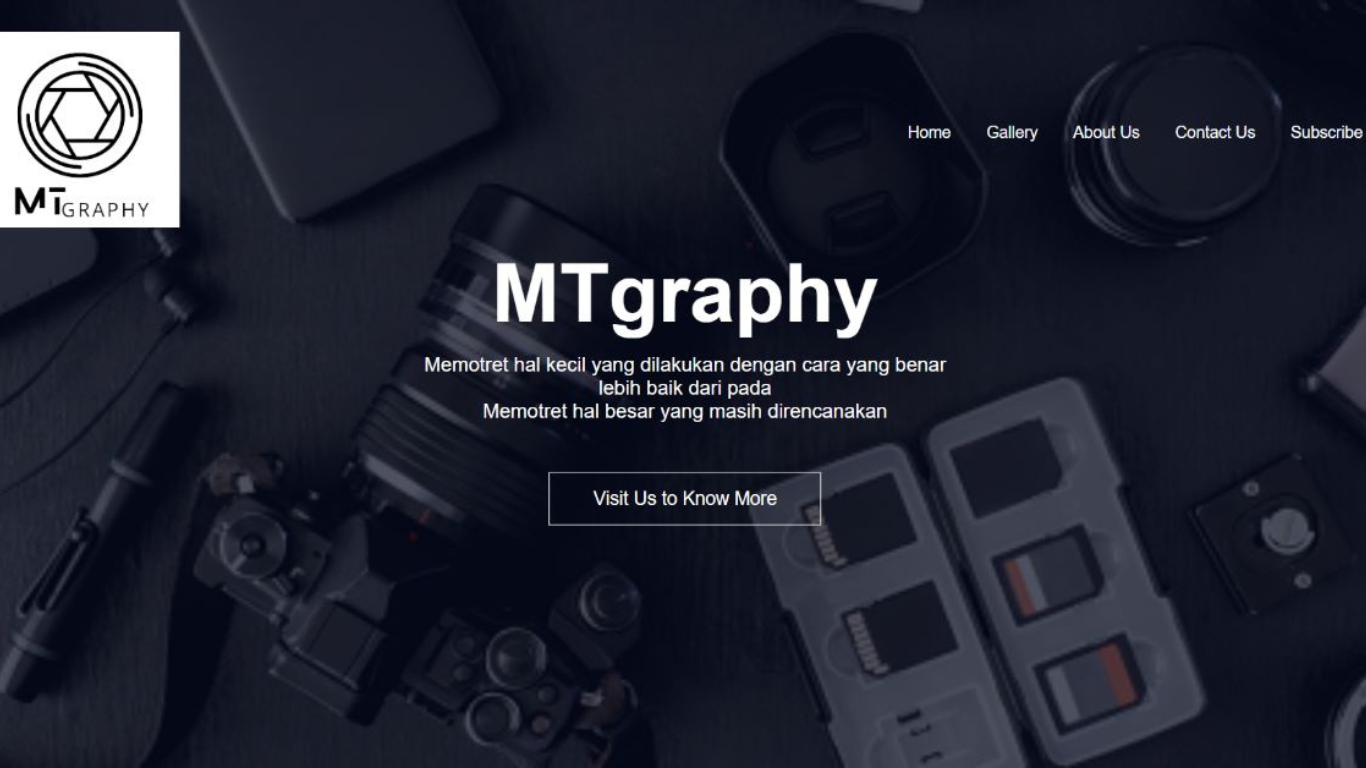 MTGRAPHY
Home Gallery About Us Contact Us Subscribe
MTgraphy
Memotret hal kecil yang dilakukan dengan cara yang benar
lebih baik dari pada
Memotret hal besar yang masih direncanakan
Visit Us to Know More